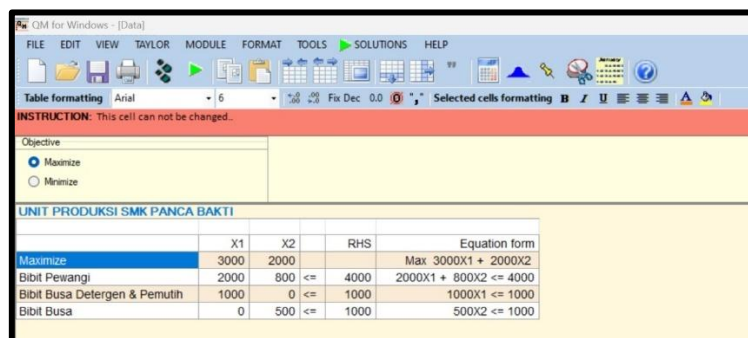 QM for Windows - [Data]
FILE EDIT VIEW TAYLOR MODULE FORMAT TOOLS SOLUTIONS HELP
Table formatting Arial 6 Fix Dec 0.0 "," Selected cells formatting B I U A
INSTRUCTION: This cell can not be changed..
Objective
Maximize
Minimize
UNIT PRODUKSI SMK PANCA BAKTI
X1 X2 RHS Equation form
Maximize 3000 2000 Max 3000X1 + 2000X2
Bibit Pewangi 2000 800 <= 4000 2000X1 + 800X2 <= 4000
Bibit Busa Detergen & Pemutih 1000 0 <= 1000 1000X1 <= 1000
Bibit Busa 0 500 <= 1000 500X2 <= 1000